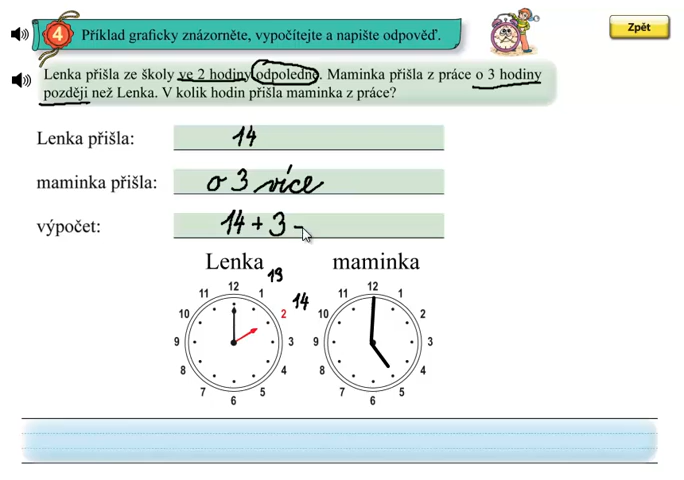 4 Příklad graficky znázorněte, vypočítejte a napište odpověď.
Zpět
Lenka přišla ze školy ve 2 hodiny odpoledne. Maminka přišla z práce o 3 hodiny
později než Lenka. V kolik hodin přišla maminka z práce?
Lenka přišla: 14
maminka přišla: o 3 více
výpočet: 14 + 3 -
Lenka maminka
13
14
12 1 2 3 4 5 6 7 8 9 10 11
12 1 2 3 4 5 6 7 8 9 10 11